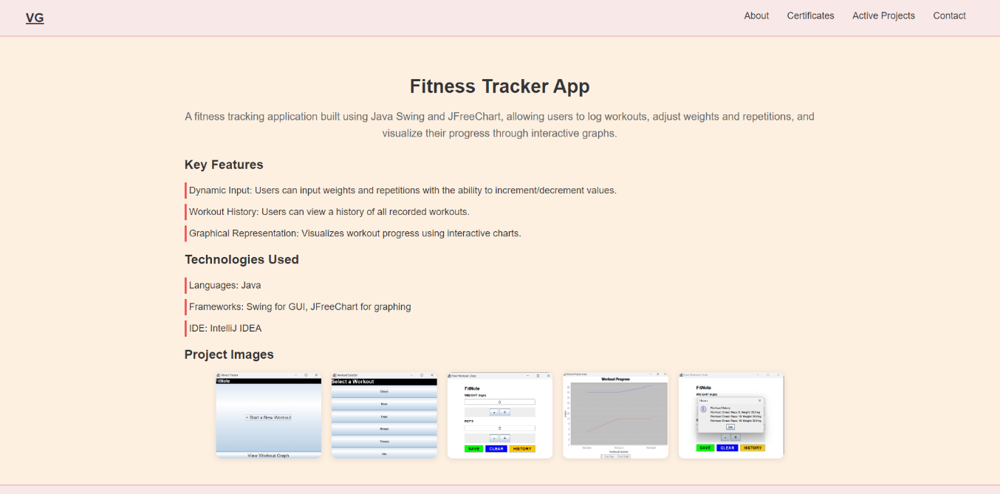 VG
About Certificates Active Projects Contact
Fitness Tracker App
A fitness tracking application built using Java Swing and JFreeChart, allowing users to log workouts, adjust weights and repetitions, and
visualize their progress through interactive graphs.
Key Features
Dynamic Input: Users can input weights and repetitions with the ability to increment/decrement values.
Workout History: Users can view a history of all recorded workouts.
Graphical Representation: Visualizes workout progress using interactive charts.
Technologies Used
Languages: Java
Frameworks: Swing for GUI, JFreeChart for graphing
IDE: IntelliJ IDEA
Project Images
Fitness Tracker
FitNote
+ Start a New Workout
View Workout Graph
Workout Selector
Select a Workout
Chest
Back
Legs
Biceps
Triceps
Abs
FitNote
WEIGHT (kgs)
0
- +
REPS
0
- +
SAVE CLEAR HISTORY
Workout Progress
FitNote
WEIGHT (kgs)
History
Workout History:
OK
- +
SAVE CLEAR HISTORY